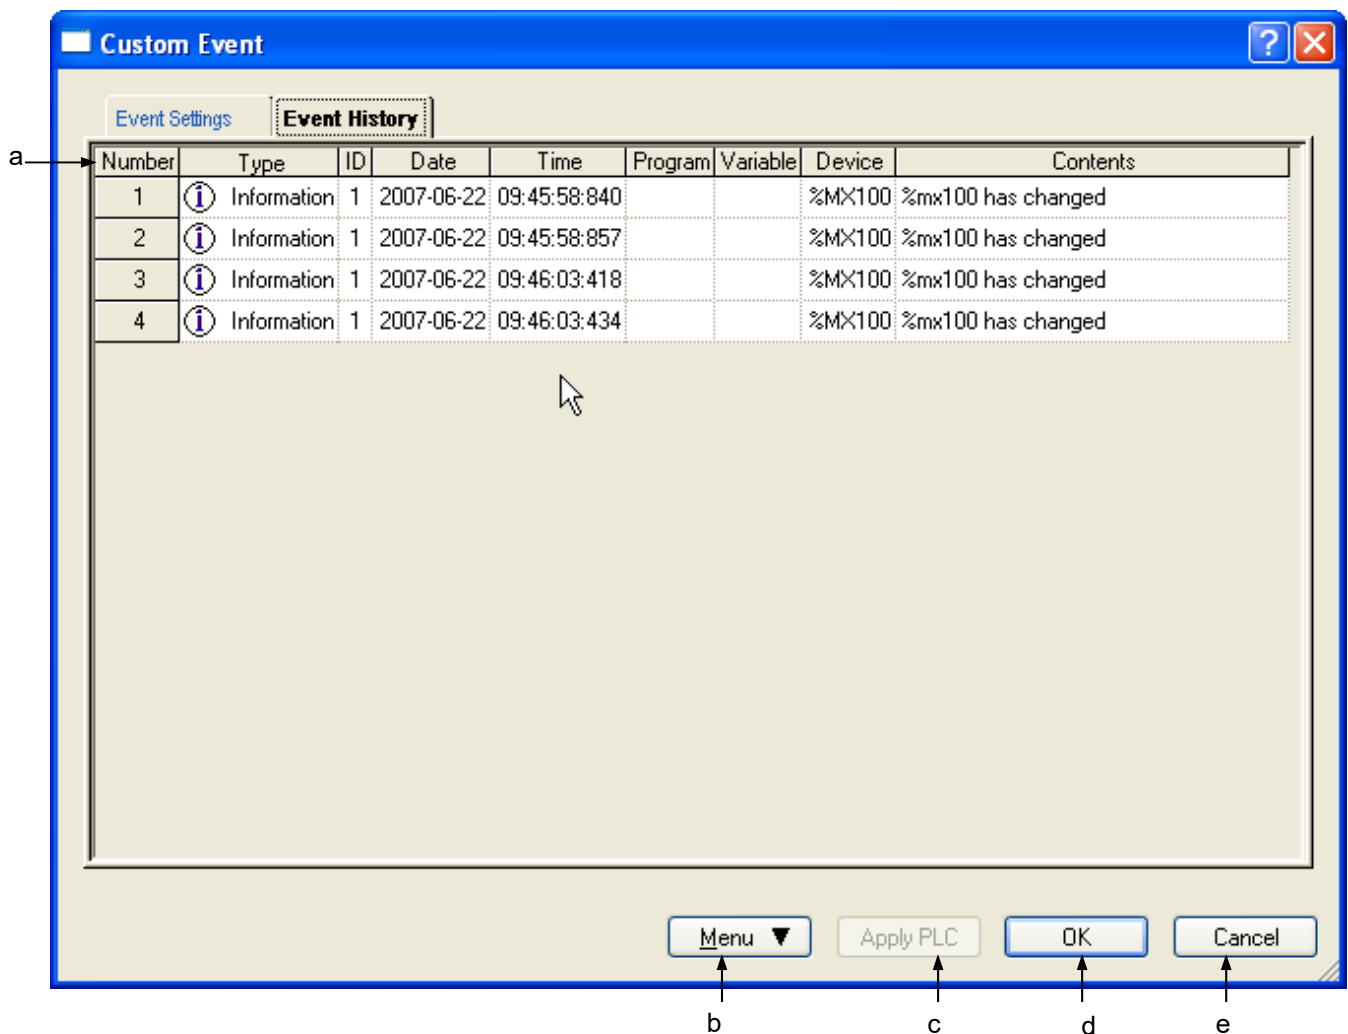 Custom Event
Event Settings Event History
a
Number Type ID Date Time Program Variable Device Contents
1 Information 1 2007-06-22 09:45:58:840 %MX100 %mx100 has changed
2 Information 1 2007-06-22 09:45:58:857 %MX100 %mx100 has changed
3 Information 1 2007-06-22 09:46:03:418 %MX100 %mx100 has changed
4 Information 1 2007-06-22 09:46:03:434 %MX100 %mx100 has changed
Menu ▼ Apply PLC OK Cancel
b c d e